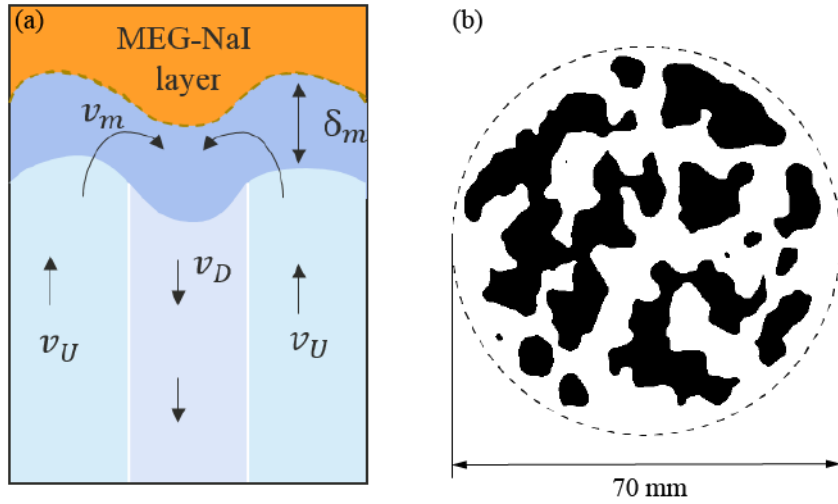 (a)
MEG-NaI
layer
v_m
δ_m
v_D
v_U
v_U
(b)
70 mm